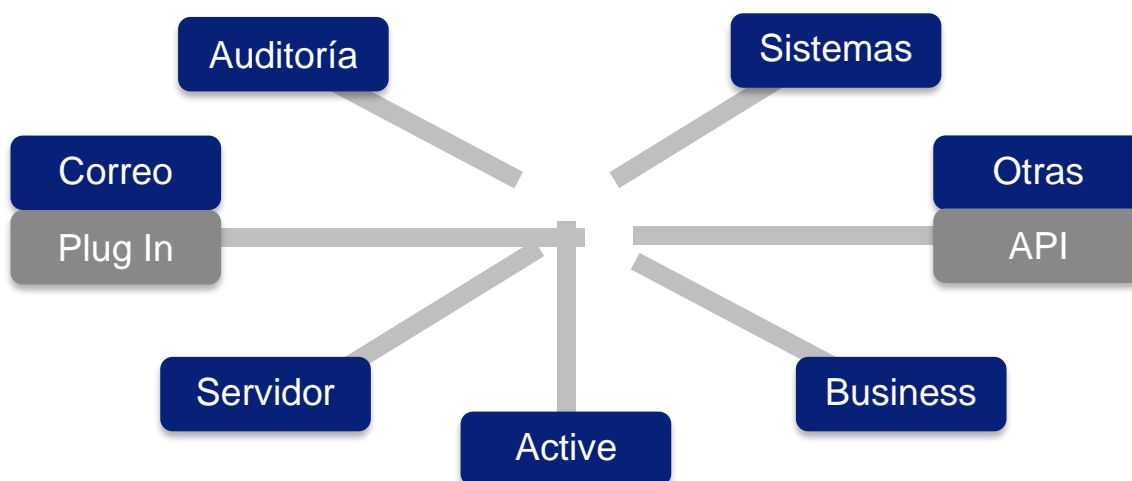 Auditoría
Sistemas
Correo
Otras
Plug In
API
Servidor
Business
Active